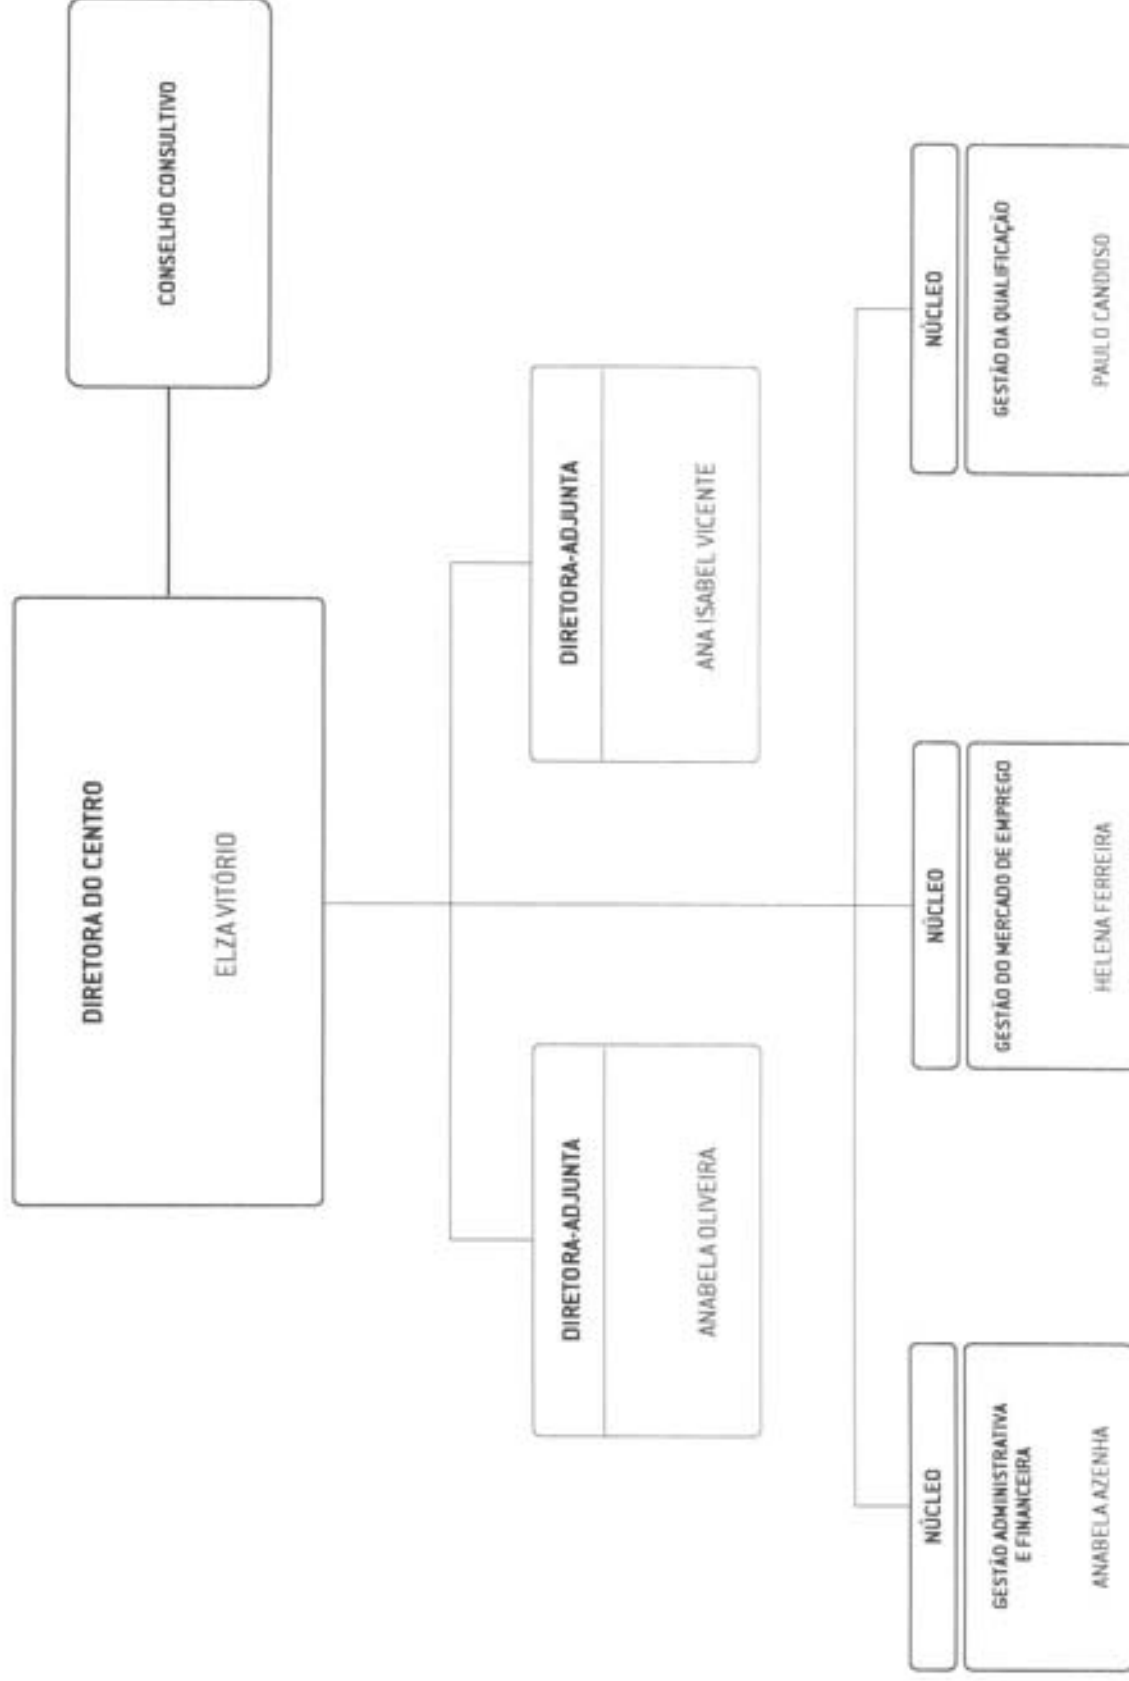 CONSELHO CONSULTIVO
DIRETORA DO CENTRO
ELZA VITÓRIO
DIRETORA-ADJUNTA
ANABELA OLIVEIRA
DIRETORA-ADJUNTA
ANA ISABEL VICENTE
NÚCLEO
GESTÃO ADMINISTRATIVA
E FINANCEIRA
ANABELA AZENHA
NÚCLEO
GESTÃO DO MERCADO DE EMPREGO
HELENA FERREIRA
NÚCLEO
GESTÃO DA QUALIFICAÇÃO
PAULO CANDOSO